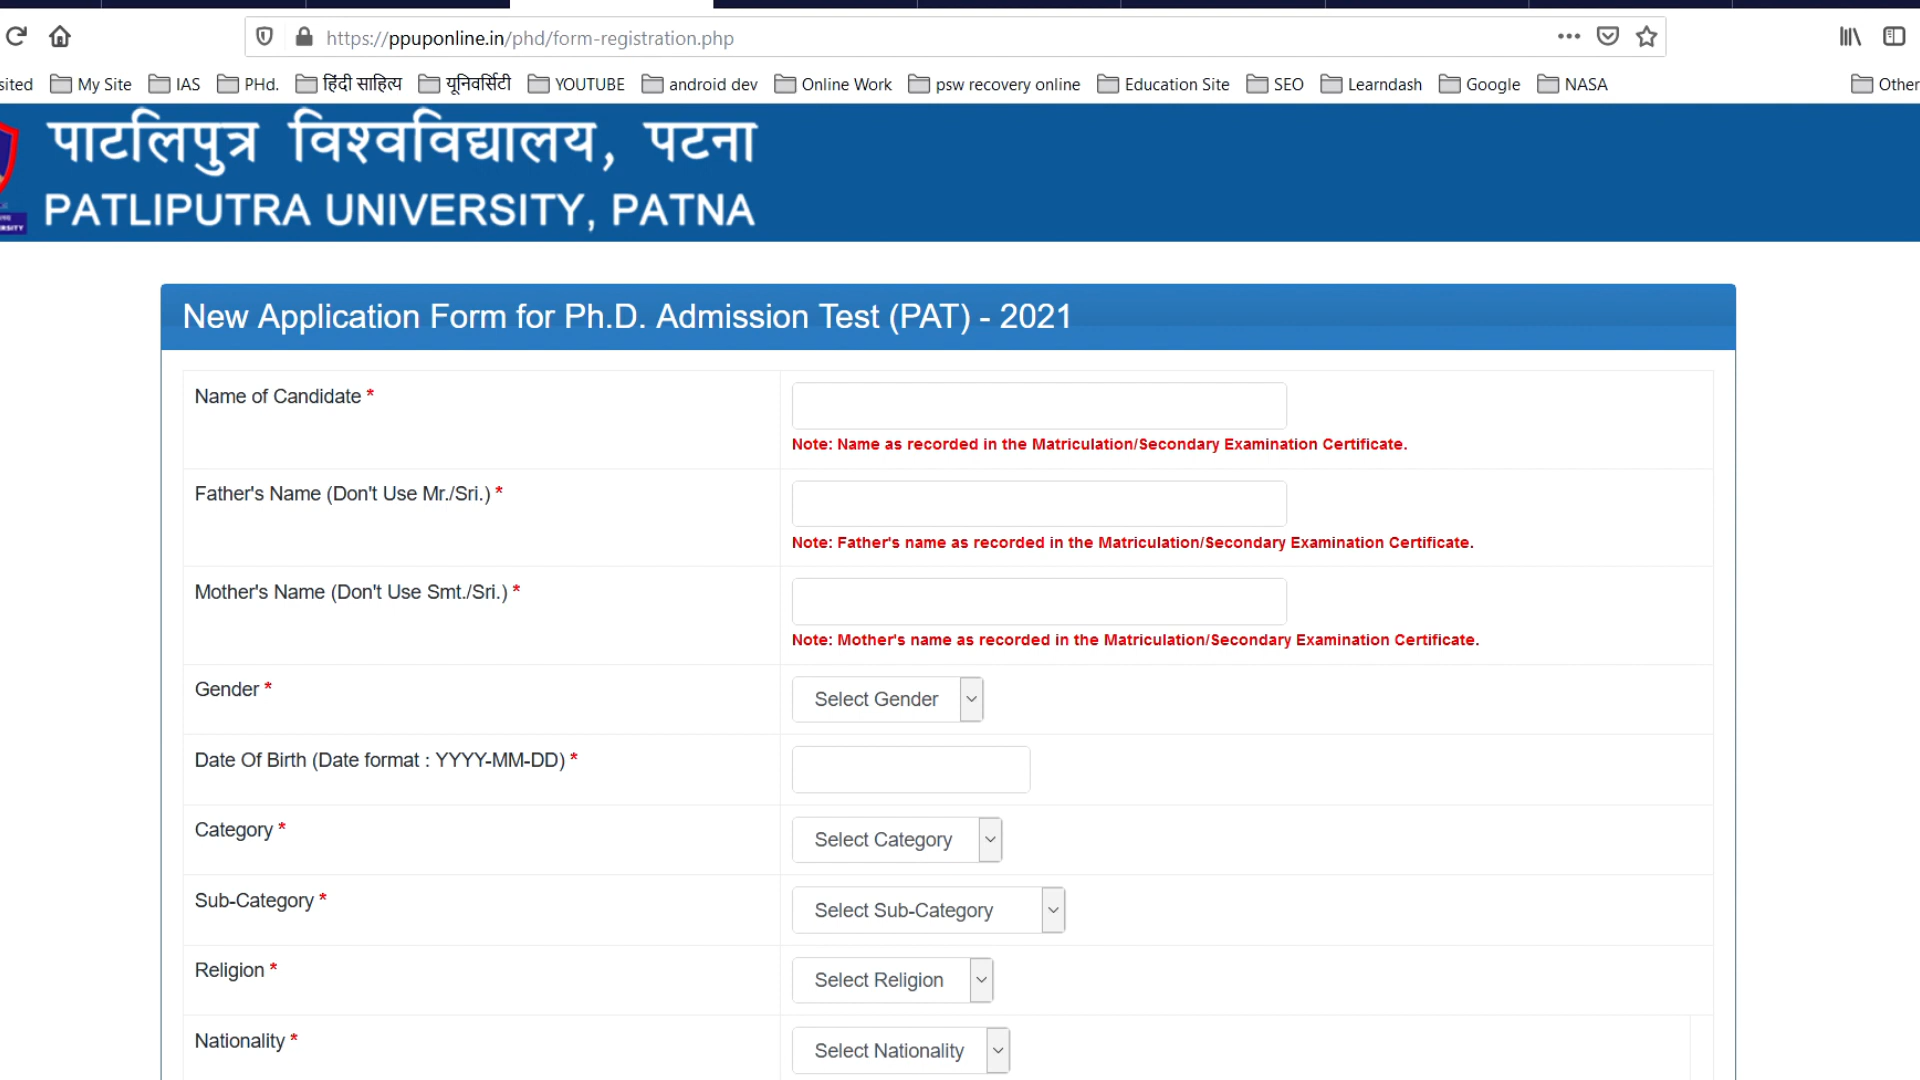 https://ppuponline.in/phd/form-registration.php
sited My Site IAS PHd. हिंदी साहित्य यूनिवर्सिटी YOUTUBE android dev Online Work psw recovery online Education Site SEO Learndash Google NASA Other
पाटलिपुत्र विश्वविद्यालय, पटना
PATLIPUTRA UNIVERSITY, PATNA
New Application Form for Ph.D. Admission Test (PAT) - 2021
Name of Candidate *
Note: Name as recorded in the Matriculation/Secondary Examination Certificate.
Father's Name (Don't Use Mr./Sri.) *
Note: Father's name as recorded in the Matriculation/Secondary Examination Certificate.
Mother's Name (Don't Use Smt./Sri.) *
Note: Mother's name as recorded in the Matriculation/Secondary Examination Certificate.
Gender * Select Gender
Date Of Birth (Date format : YYYY-MM-DD) *
Category * Select Category
Sub-Category * Select Sub-Category
Religion * Select Religion
Nationality * Select Nationality